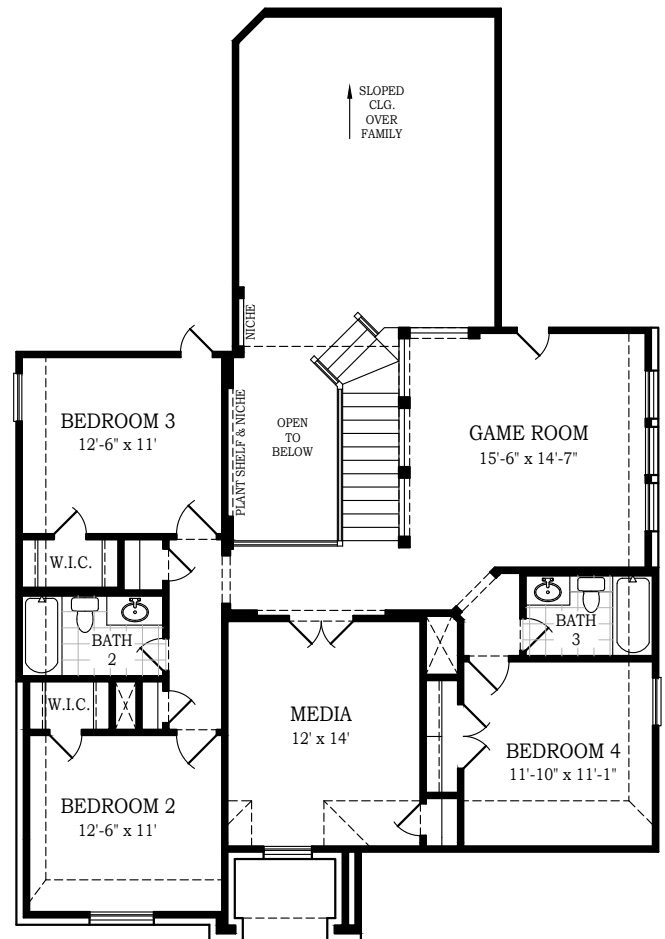 SLOPED
CLG.
OVER
FAMILY
NICHE
PLANT SHELF & NICHE
OPEN
TO
BELOW
BEDROOM 3
12'-6" x 11'
GAME ROOM
15'-6" x 14'-7"
W.I.C.
BATH
2
BATH
3
W.I.C.
MEDIA
12' x 14'
BEDROOM 4
11'-10" x 11'-1"
BEDROOM 2
12'-6" x 11'